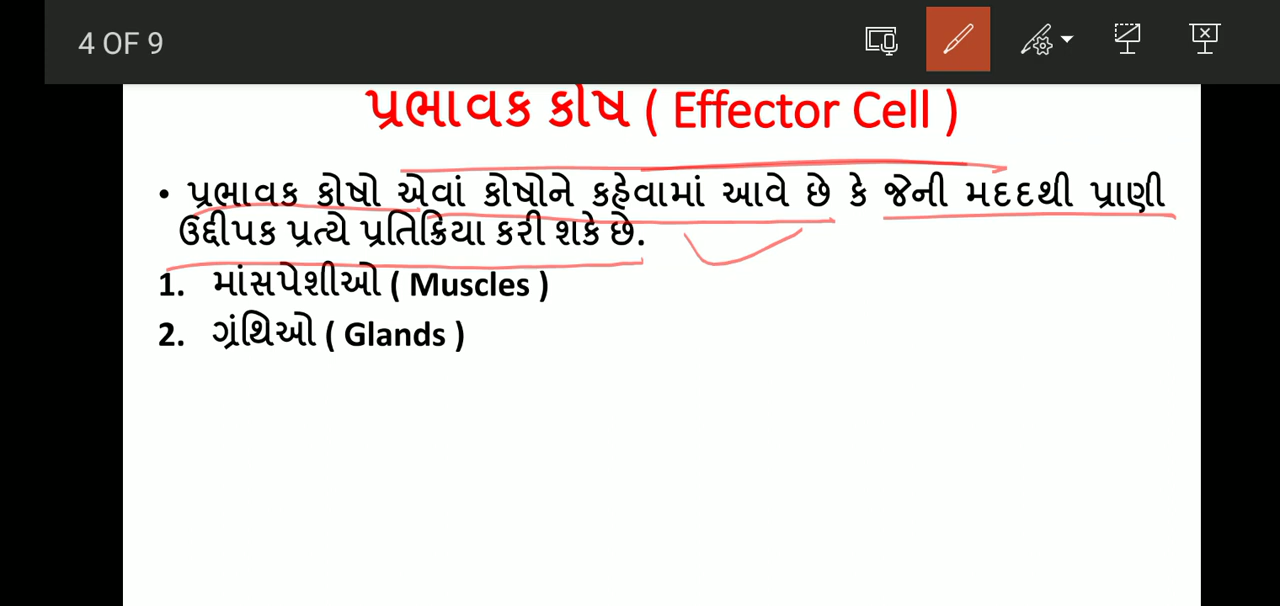 4 OF 9
પ્રભાવક કોષ ( Effector Cell )
• પ્રભાવક કોષો એવાં કોષોને કહેવામાં આવે છે કે જેની મદદથી પ્રાણી
ઉદ્દીપક પ્રત્યે પ્રતિક્રિયા કરી શકે છે.
1. માંસપેશીઓ ( Muscles )
2. ગ્રંથિઓ ( Glands )